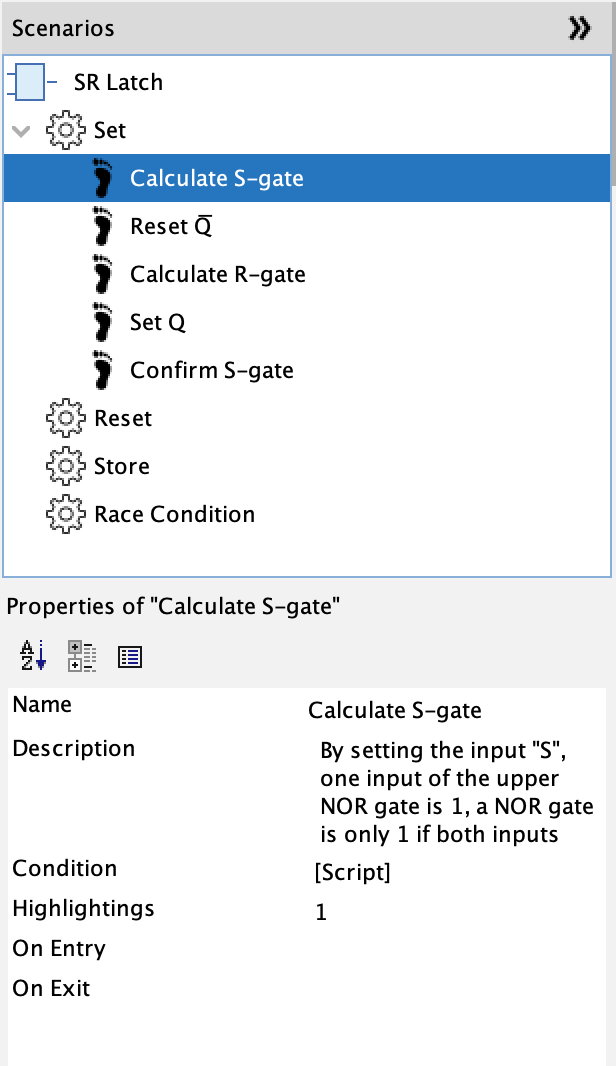 Scenarios
SR Latch
Set
Calculate S-gate
Reset Q̅
Calculate R-gate
Set Q
Confirm S-gate
Reset
Store
Race Condition
Properties of "Calculate S-gate"
Name Calculate S-gate
Description By setting the input "S",
one input of the upper
NOR gate is 1, a NOR gate
is only 1 if both inputs
Condition [Script]
Highlightings 1
On Entry
On Exit